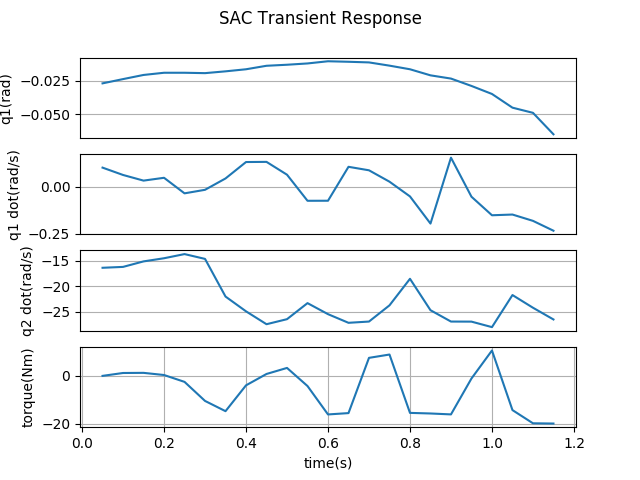 SAC Transient Response
q1(rad)
−0.025
−0.050
q1 dot(rad/s)
0.00
−0.25
q2 dot(rad/s)
−15
−20
−25
torque(Nm)
0
−20
0.0 0.2 0.4 0.6 0.8 1.0 1.2
time(s)